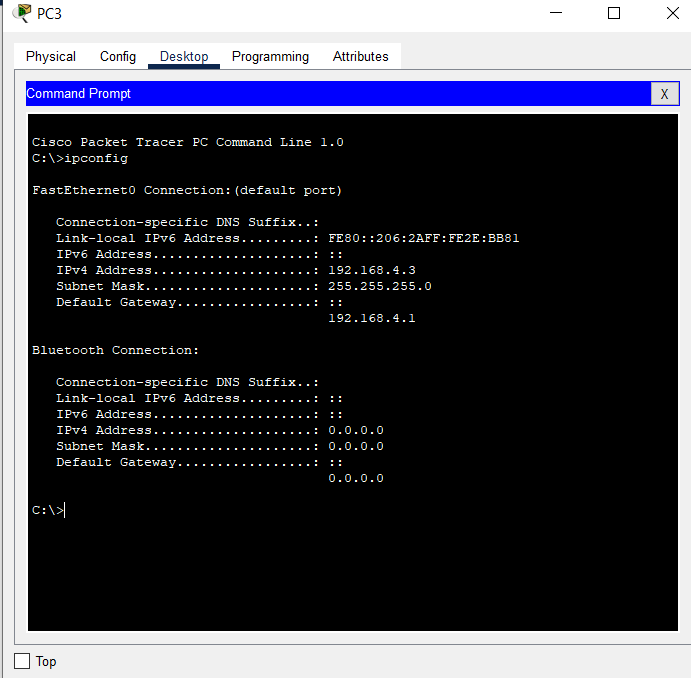 PC3
Physical Config Desktop Programming Attributes
Command Prompt X
Cisco Packet Tracer PC Command Line 1.0
C:\>ipconfig
FastEthernet0 Connection:(default port)
Connection-specific DNS Suffix..:
Link-local IPv6 Address.........: FE80::206:2AFF:FE2E:BB81
IPv6 Address....................: ::
IPv4 Address....................: 192.168.4.3
Subnet Mask.....................: 255.255.255.0
Default Gateway.................: ::
192.168.4.1
Bluetooth Connection:
Connection-specific DNS Suffix..:
Link-local IPv6 Address.........: ::
IPv6 Address....................: ::
IPv4 Address....................: 0.0.0.0
Subnet Mask.....................: 0.0.0.0
Default Gateway.................: ::
0.0.0.0
C:\>
Top